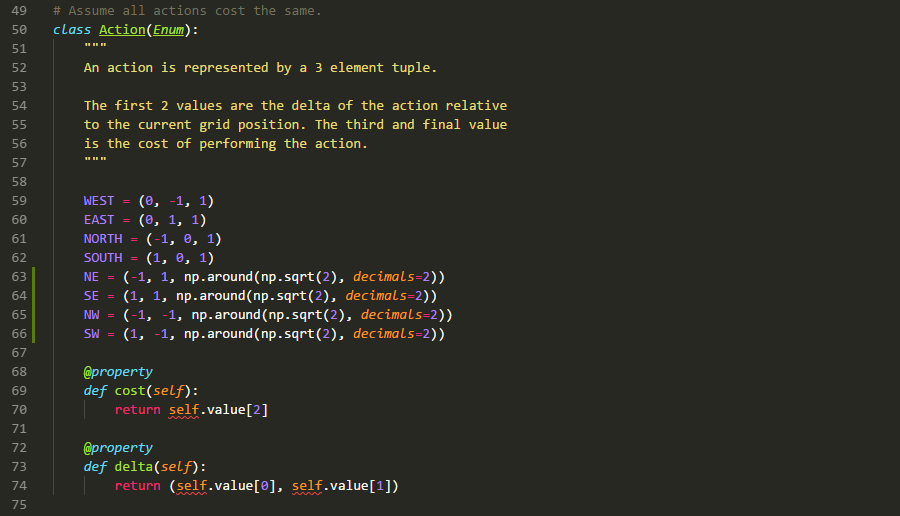 49 # Assume all actions cost the same.
50 class Action(Enum):
51     """
52     An action is represented by a 3 element tuple.
53
54     The first 2 values are the delta of the action relative
55     to the current grid position. The third and final value
56     is the cost of performing the action.
57     """
58
59     WEST = (0, -1, 1)
60     EAST = (0, 1, 1)
61     NORTH = (-1, 0, 1)
62     SOUTH = (1, 0, 1)
63     NE = (-1, 1, np.around(np.sqrt(2), decimals=2))
64     SE = (1, 1, np.around(np.sqrt(2), decimals=2))
65     NW = (-1, -1, np.around(np.sqrt(2), decimals=2))
66     SW = (1, -1, np.around(np.sqrt(2), decimals=2))
67
68     @property
69     def cost(self):
70         return self.value[2]
71
72     @property
73     def delta(self):
74         return (self.value[0], self.value[1])
75